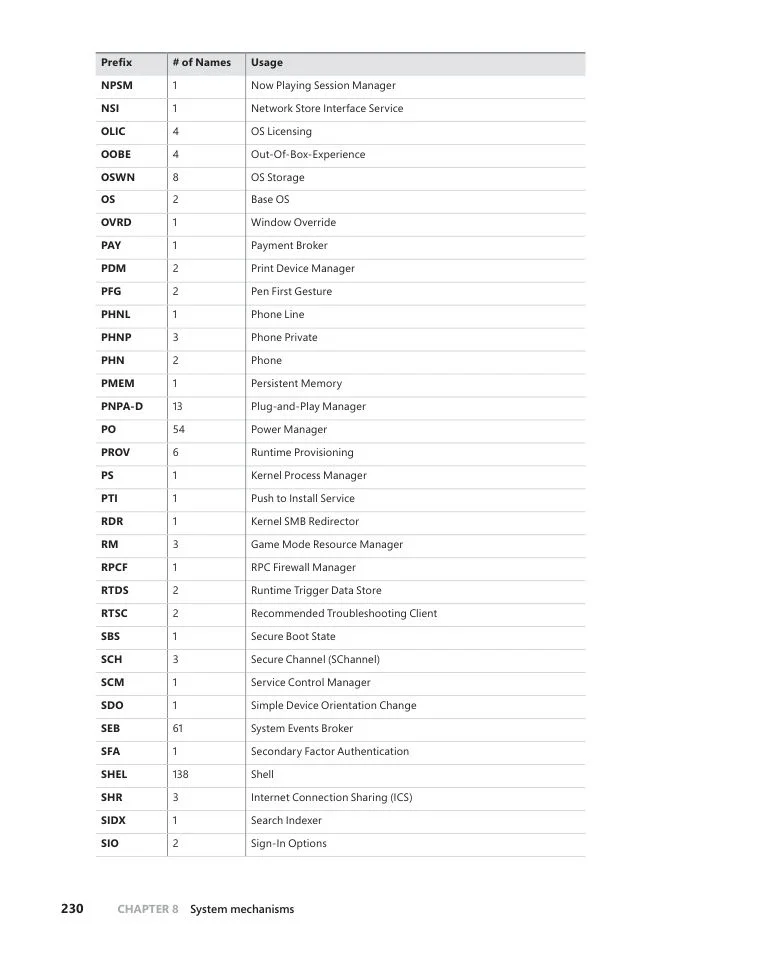 Prefix # of Names Usage
NPSM 1 Now Playing Session Manager
NSI 1 Network Store Interface Service
OLIC 4 OS Licensing
OOBE 4 Out-Of-Box-Experience
OSWN 8 OS Storage
OS 2 Base OS
OVRD 1 Window Override
PAY 1 Payment Broker
PDM 2 Print Device Manager
PFG 2 Pen First Gesture
PHNL 1 Phone Line
PHNP 3 Phone Private
PHN 2 Phone
PMEM 1 Persistent Memory
PNPA-D 13 Plug-and-Play Manager
PO 54 Power Manager
PROV 6 Runtime Provisioning
PS 1 Kernel Process Manager
PTI 1 Push to Install Service
RDR 1 Kernel SMB Redirector
RM 3 Game Mode Resource Manager
RPCF 1 RPC Firewall Manager
RTDS 2 Runtime Trigger Data Store
RTSC 2 Recommended Troubleshooting Client
SBS 1 Secure Boot State
SCH 3 Secure Channel (SChannel)
SCM 1 Service Control Manager
SDO 1 Simple Device Orientation Change
SEB 61 System Events Broker
SFA 1 Secondary Factor Authentication
SHEL 138 Shell
SHR 3 Internet Connection Sharing (ICS)
SIDX 1 Search Indexer
SIO 2 Sign-In Options
230 CHAPTER 8 System mechanisms